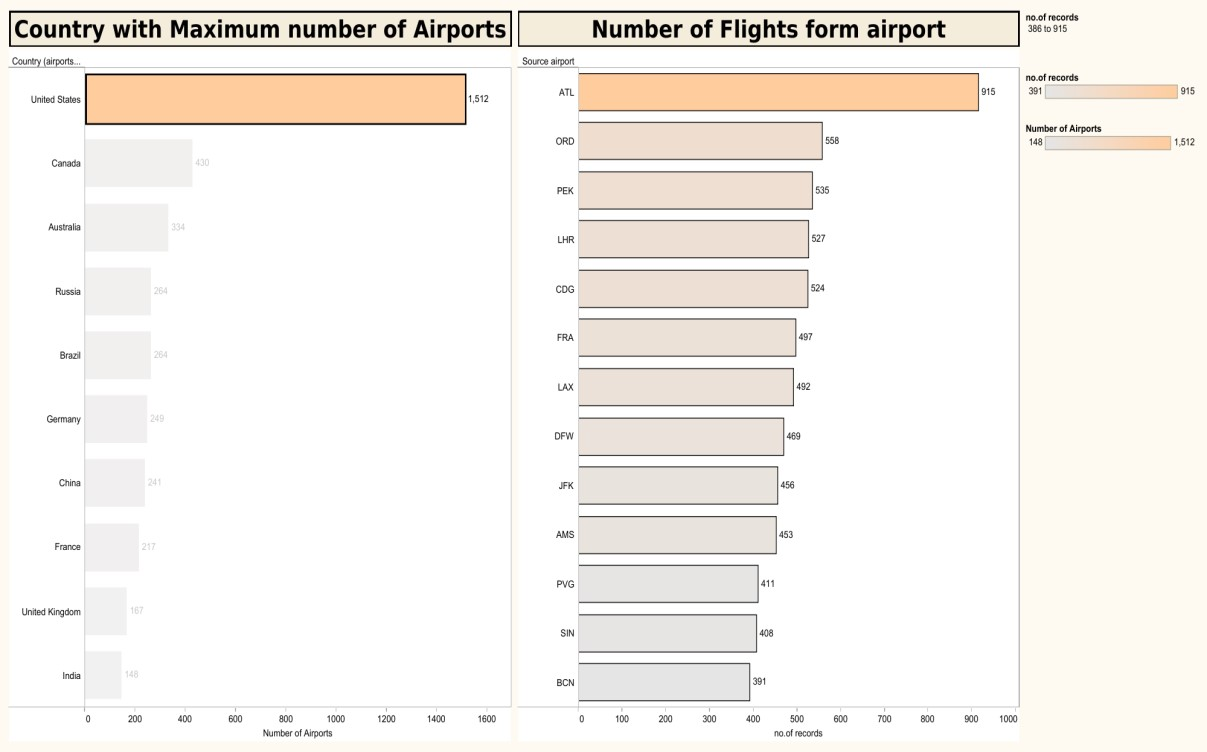 Country with Maximum number of Airports
Country (airports...
United States
1,512
Canada
430
Australia
334
Russia
264
Brazil
264
Germany
249
China
241
France
217
United Kingdom
167
India
148
0 200 400 600 800 1000 1200 1400 1600
Number of Airports
Number of Flights form airport
Source airport
ATL
915
ORD
558
PEK
535
LHR
527
CDG
524
FRA
497
LAX
492
DFW
469
JFK
456
AMS
453
PVG
411
SIN
408
BCN
391
0 100 200 300 400 500 600 700 800 900 1000
no.of records
no.of records
386 to 915
no.of records
391 915
Number of Airports
148 1,512